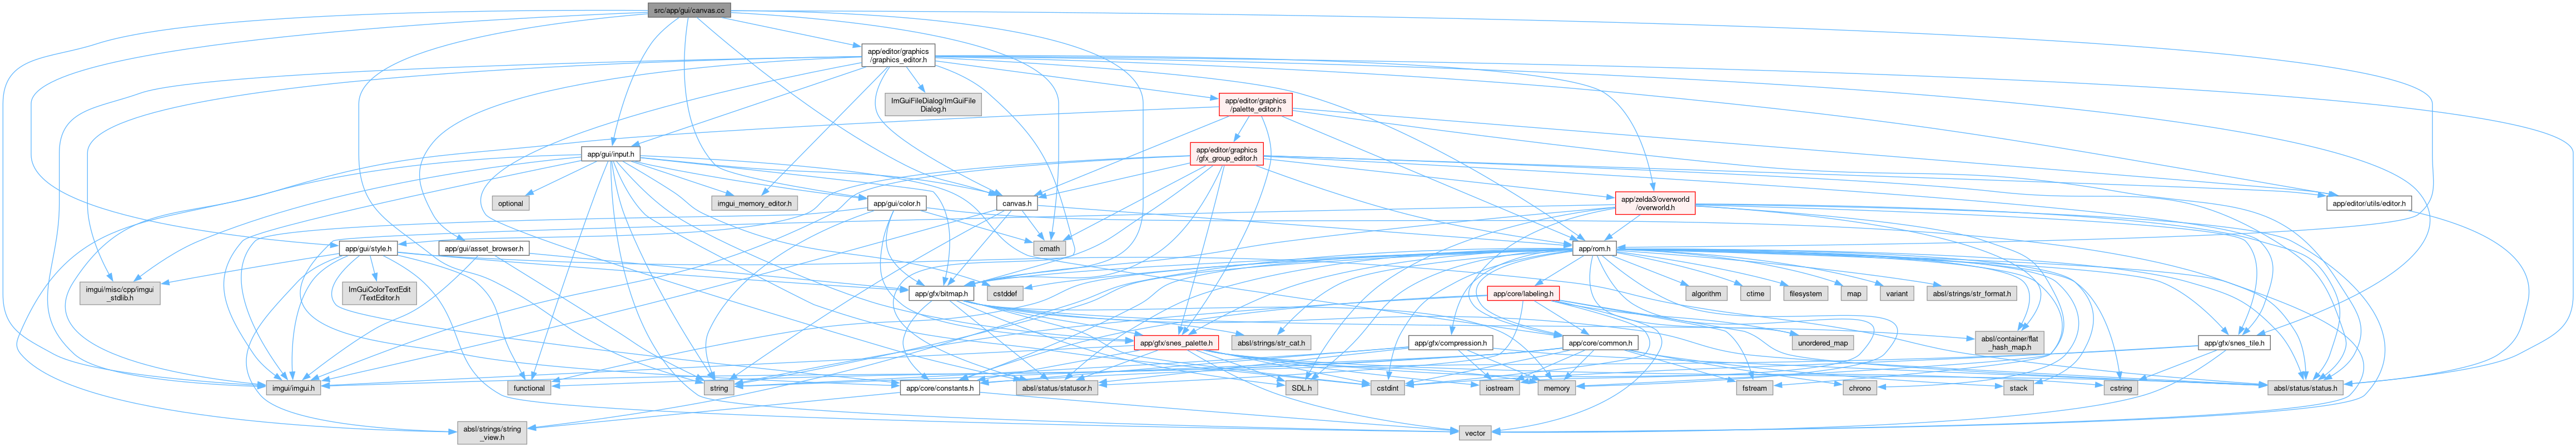 src/app/gui/canvas.cc
app/editor/graphics
/graphics_editor.h
ImGuiFileDialog/ImGuiFile
Dialog.h
app/editor/graphics
/palette_editor.h
app/gui/input.h
app/editor/graphics
/gfx_group_editor.h
optional
imgui_memory_editor.h
app/gui/color.h
canvas.h
app/zelda3/overworld
/overworld.h
app/editor/utils/editor.h
app/gui/style.h
app/gui/asset_browser.h
cmath
app/rom.h
imgui/misc/cpp/imgui
_stdlib.h
ImGuiColorTextEdit
/TextEditor.h
app/gfx/bitmap.h
cstddef
app/core/labeling.h
algorithm
ctime
filesystem
map
variant
absl/strings/str_format.h
app/gfx/snes_palette.h
absl/strings/str_cat.h
app/gfx/compression.h
app/core/common.h
unordered_map
absl/container/flat
_hash_map.h
app/gfx/snes_tile.h
imgui/imgui.h
functional
string
app/core/constants.h
absl/status/statusor.h
SDL.h
cstdint
iostream
memory
fstream
chrono
stack
cstring
absl/status/status.h
absl/strings/string
_view.h
vector